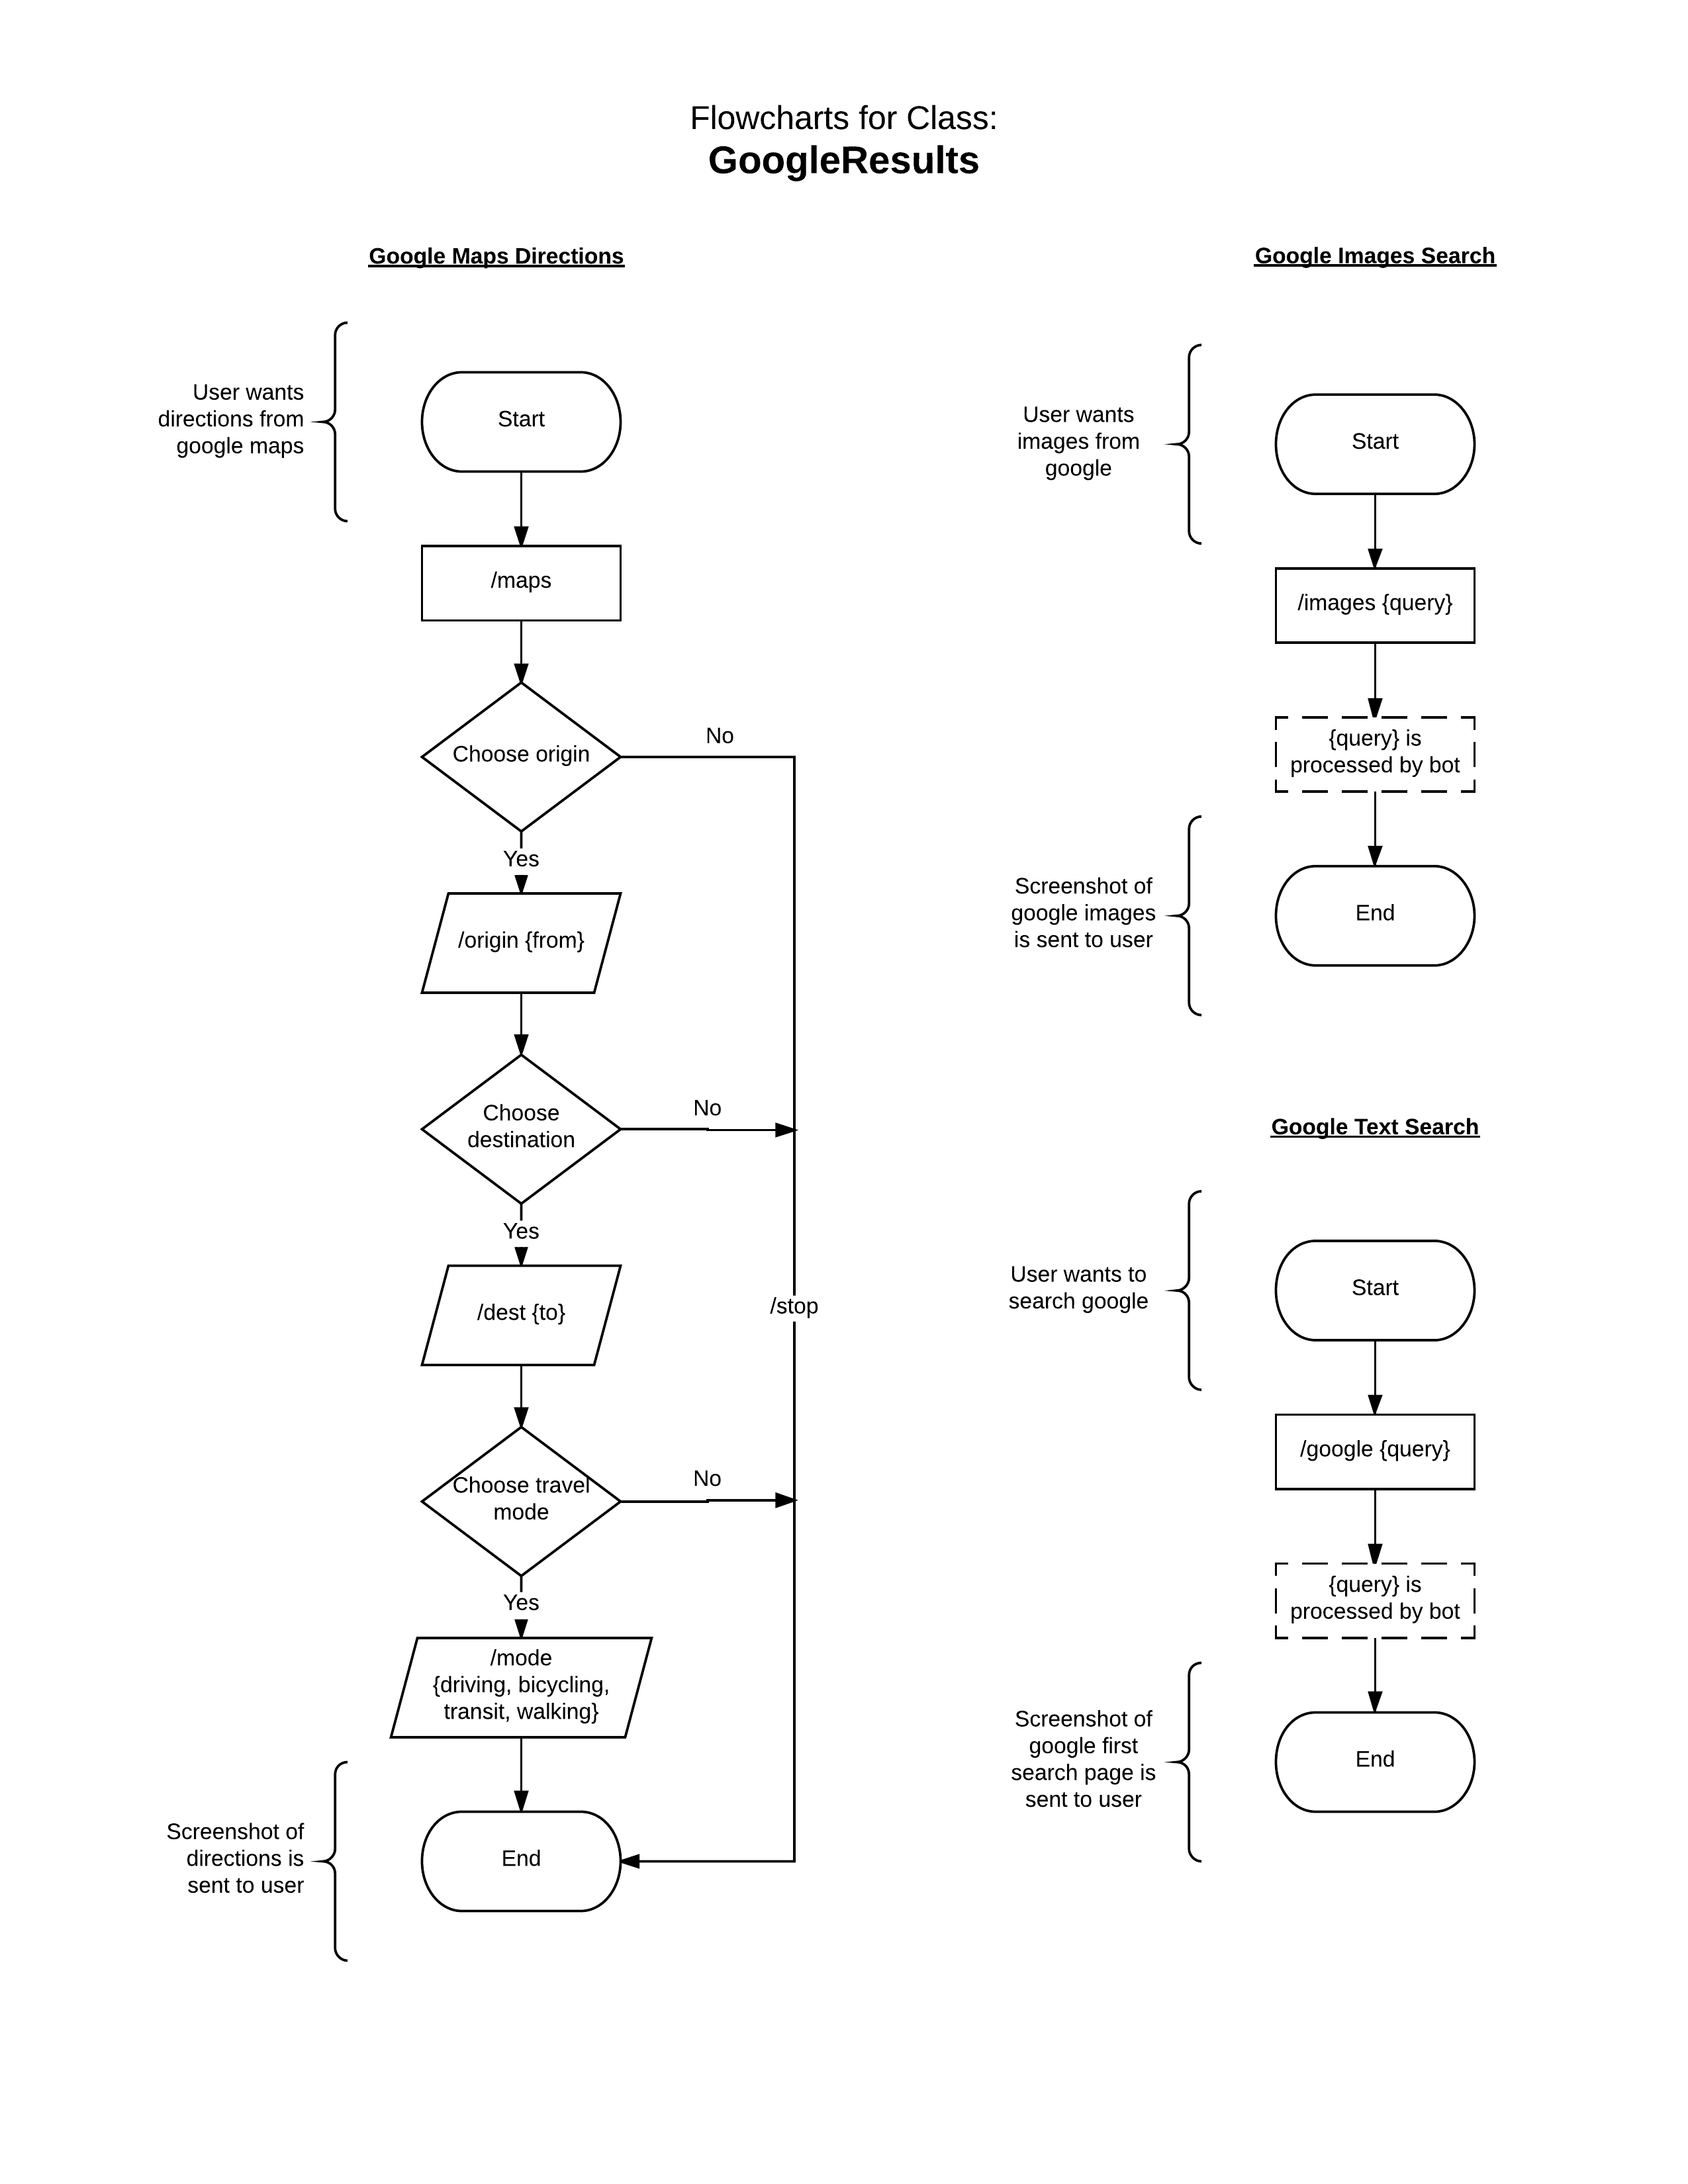 Flowcharts for Class:
GoogleResults
Google Maps Directions
User wants
directions from
google maps
Start
/maps
Choose origin
No
Yes
/origin {from}
Choose
destination
No
Yes
/dest {to}
/stop
Choose travel
mode
No
Yes
/mode
{driving, bicycling,
transit, walking}
Screenshot of
directions is
sent to user
End
Google Images Search
User wants
images from
google
Start
/images {query}
{query} is
processed by bot
Screenshot of
google images
is sent to user
End
Google Text Search
User wants to
search google
Start
/google {query}
{query} is
processed by bot
Screenshot of
google first
search page is
sent to user
End